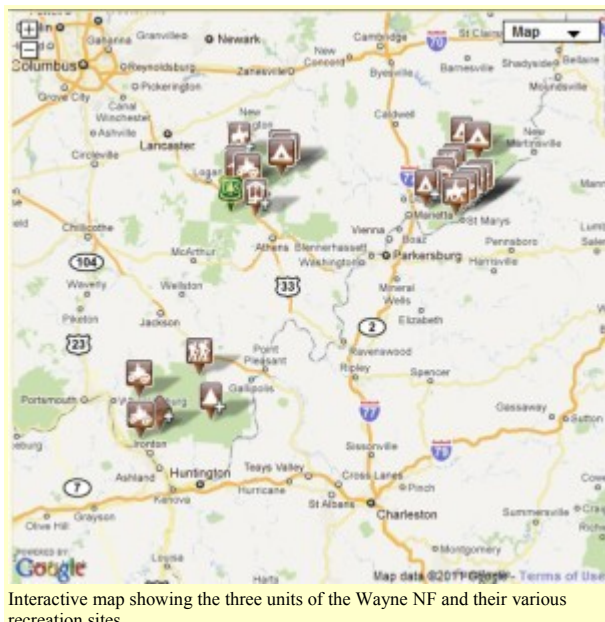 Map
Gahanna
Granville
Newark
New Concord
Cambridge
70
St Clairs
Bellaire
Columbus
Reynoldsburg
Zanesville
Byesville
Barnesville
Shadyside
Pickerington
Moundsville
Grove City
Canal Winchester
Ashville
Lancaster
New
Caldwell
New Martinsville
Circleville
Logan
77
Marietta
St Marys
Vienna
Boaz
Chillicothe
Athens
Blennerhassett
Washington
Parkersburg
Pennsboro
Harrisville
104
McArthur
Waverly
Wellston
33
Mineral Wells
Piketon
Jackson
2
Elizabeth
23
Ravenswood
Point Pleasant
Ripley
Spencer
Portsmouth
Gallipolis
77
Gassaway
Sutton
Ironton
Sissonville
79
Ashland
Huntington
Teays Valley
Cross Lanes
7
Kenova
Hurricane
St Albans
Pinch
Grayson
Charleston
Summersville
Olive Hill
POWERED BY
Google
Louisa
Montgomery
Map data ©2011 Google - Terms of Use
Interactive map showing the three units of the Wayne NF and their various
recreation sites